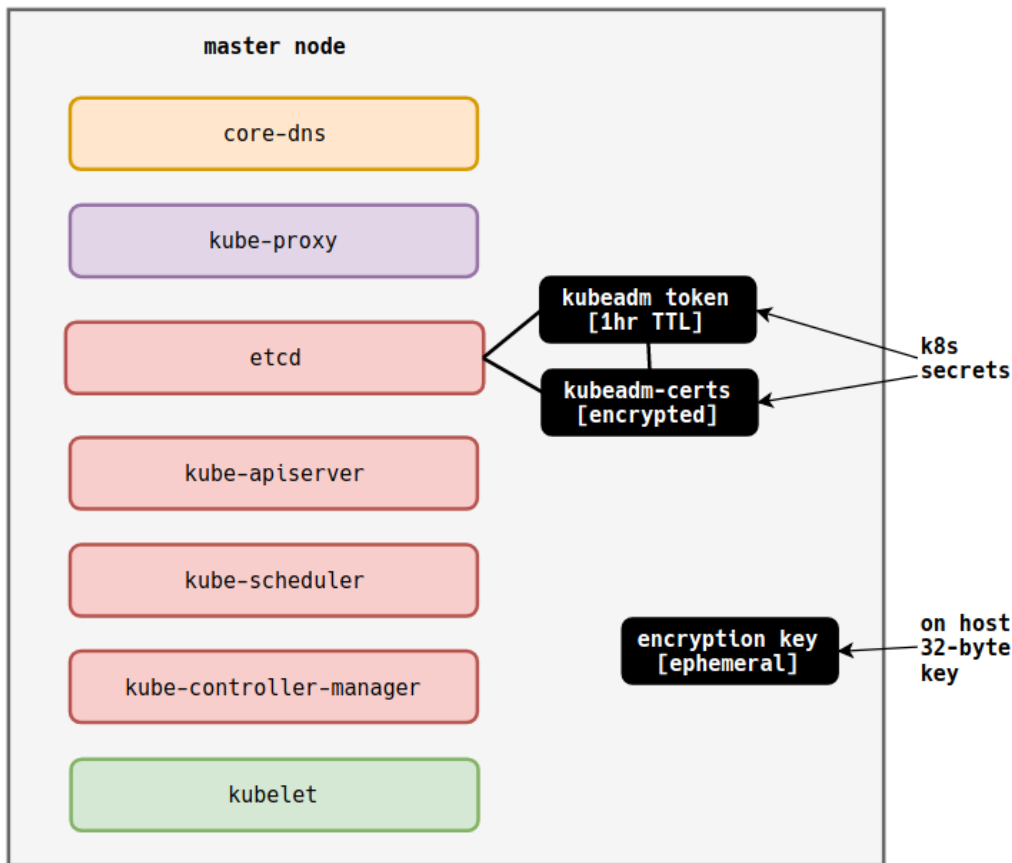 master node
core-dns
kube-proxy
etcd
kubeadm token
[1hr TTL]
kubeadm-certs
[encrypted]
k8s
secrets
kube-apiserver
kube-scheduler
encryption key
[ephemeral]
on host
32-byte
key
kube-controller-manager
kubelet